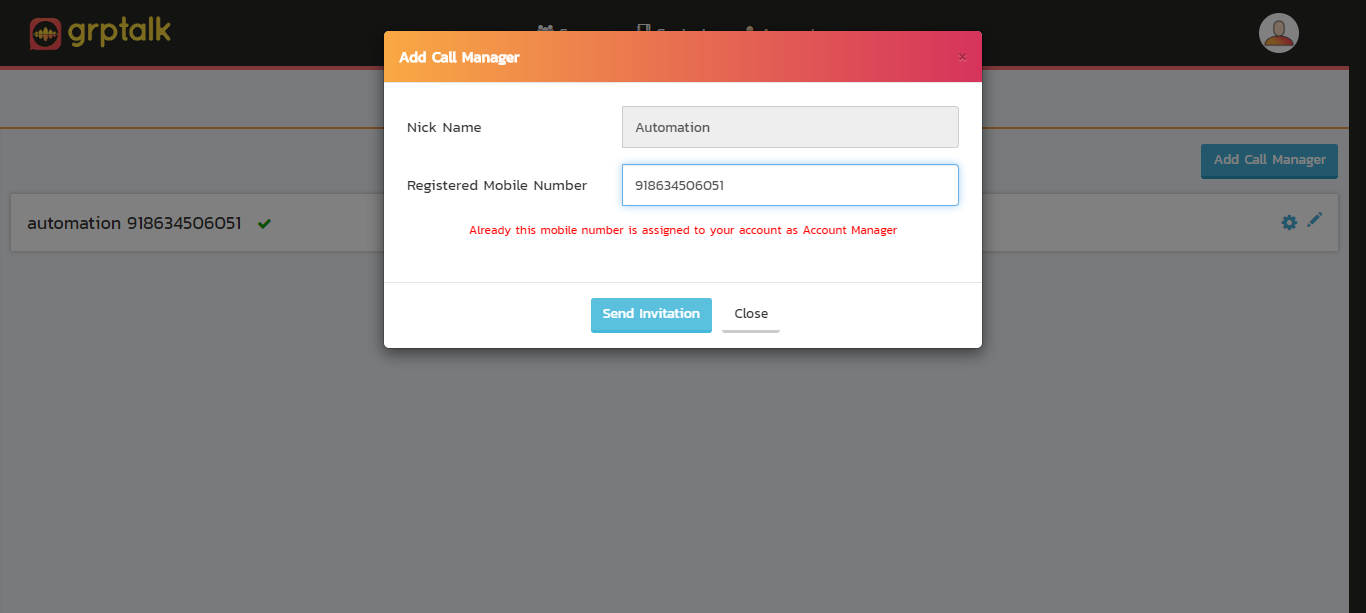 grptalk
Add Call Manager
×
Nick Name
Automation
Registered Mobile Number
918634506051
Already this mobile number is assigned to your account as Account Manager
Send Invitation
Close
Add Call Manager
automation 918634506051